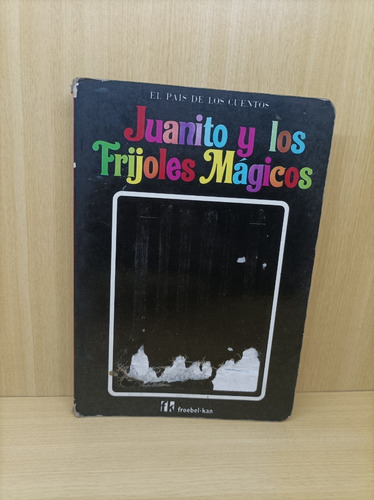 EL PAIS DE LOS CUENTOS
Juanito y los
Frijoles Mágicos
fk froebel-kan